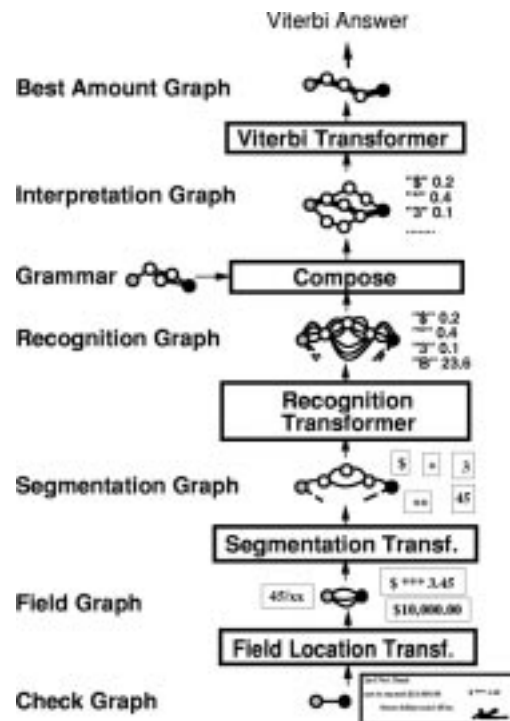 Viterbi Answer
Best Amount Graph
Viterbi Transformer
Interpretation Graph
"$" 0.2
"*" 0.4
"3" 0.1
......
Grammar
Compose
Recognition Graph
"$" 0.2
"*" 0.4
"3" 0.1
"B" 23.6
Recognition
Transformer
$ * 3
Segmentation Graph
** 45
Segmentation Transf.
$ *** 3.45
45/xx
Field Graph
$10,000.00
Field Location Transf.
Check Graph